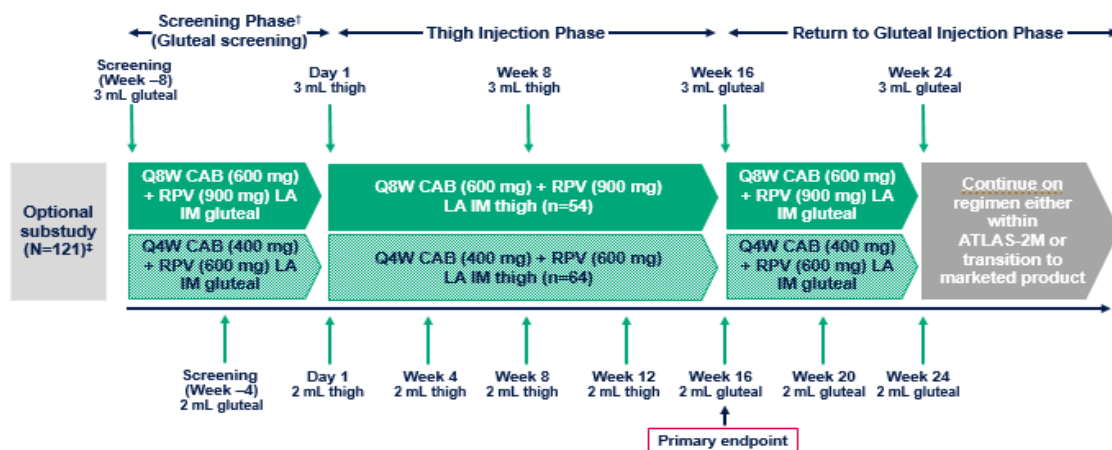 Screening Phase†
(Gluteal screening)
Thigh Injection Phase
Return to Gluteal Injection Phase
Screening
(Week –8)
3 mL gluteal
Day 1
3 mL thigh
Week 8
3 mL thigh
Week 16
3 mL gluteal
Week 24
3 mL gluteal
Optional
substudy
(N=121)‡
Q8W CAB (600 mg)
+ RPV (900 mg) LA
IM gluteal
Q8W CAB (600 mg) + RPV (900 mg)
LA IM thigh (n=54)
Q8W CAB (600 mg)
+ RPV (900 mg) LA
IM gluteal
Continue on
regimen either
within
ATLAS-2M or
transition to
marketed product
Q4W CAB (400 mg)
+ RPV (600 mg) LA
IM gluteal
Q4W CAB (400 mg) + RPV (600 mg)
LA IM thigh (n=64)
Q4W CAB (400 mg)
+ RPV (600 mg) LA
IM gluteal
Screening
(Week –4)
2 mL gluteal
Day 1
2 mL thigh
Week 4
2 mL thigh
Week 8
2 mL thigh
Week 12
2 mL thigh
Week 16
2 mL gluteal
Week 20
2 mL gluteal
Week 24
2 mL gluteal
Primary endpoint